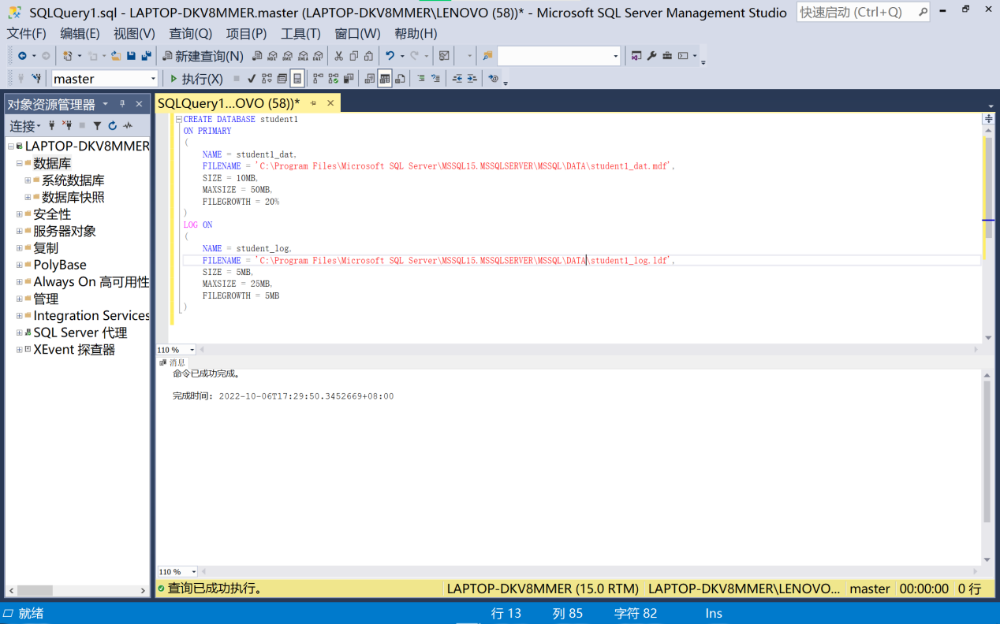 SQLQuery1.sql - LAPTOP-DKV8MMER.master (LAPTOP-DKV8MMER\LENOVO (58))* - Microsoft SQL Server Management Studio
快速启动 (Ctrl+Q)
文件(F) 编辑(E) 视图(V) 查询(Q) 项目(P) 工具(T) 窗口(W) 帮助(H)
新建查询(N)
master
执行(X)
对象资源管理器
连接
LAPTOP-DKV8MMER
数据库
系统数据库
数据库快照
安全性
服务器对象
复制
PolyBase
Always On 高可用性
管理
Integration Services
SQL Server 代理
XEvent 探查器
SQLQuery1...OVO (58))*
CREATE DATABASE student1
ON PRIMARY
(
NAME = student1_dat,
FILENAME = 'C:\Program Files\Microsoft SQL Server\MSSQL15.MSSQLSERVER\MSSQL\DATA\student1_dat.mdf',
SIZE = 10MB,
MAXSIZE = 50MB,
FILEGROWTH = 20%
)
LOG ON
(
NAME = student_log,
FILENAME = 'C:\Program Files\Microsoft SQL Server\MSSQL15.MSSQLSERVER\MSSQL\DATA\student1_log.ldf',
SIZE = 5MB,
MAXSIZE = 25MB,
FILEGROWTH = 5MB
)
110 %
消息
命令已成功完成。
完成时间: 2022-10-06T17:29:50.3452669+08:00
110 %
查询已成功执行。
LAPTOP-DKV8MMER (15.0 RTM) LAPTOP-DKV8MMER\LENOVO... master 00:00:00 0 行
就绪
行 13 列 85 字符 82 Ins